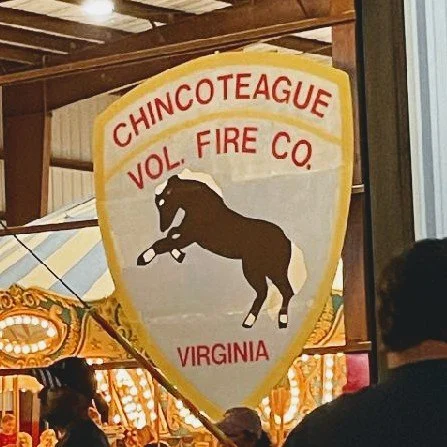 CHINCOTEAGUE
VOL. FIRE CO.
VIRGINIA